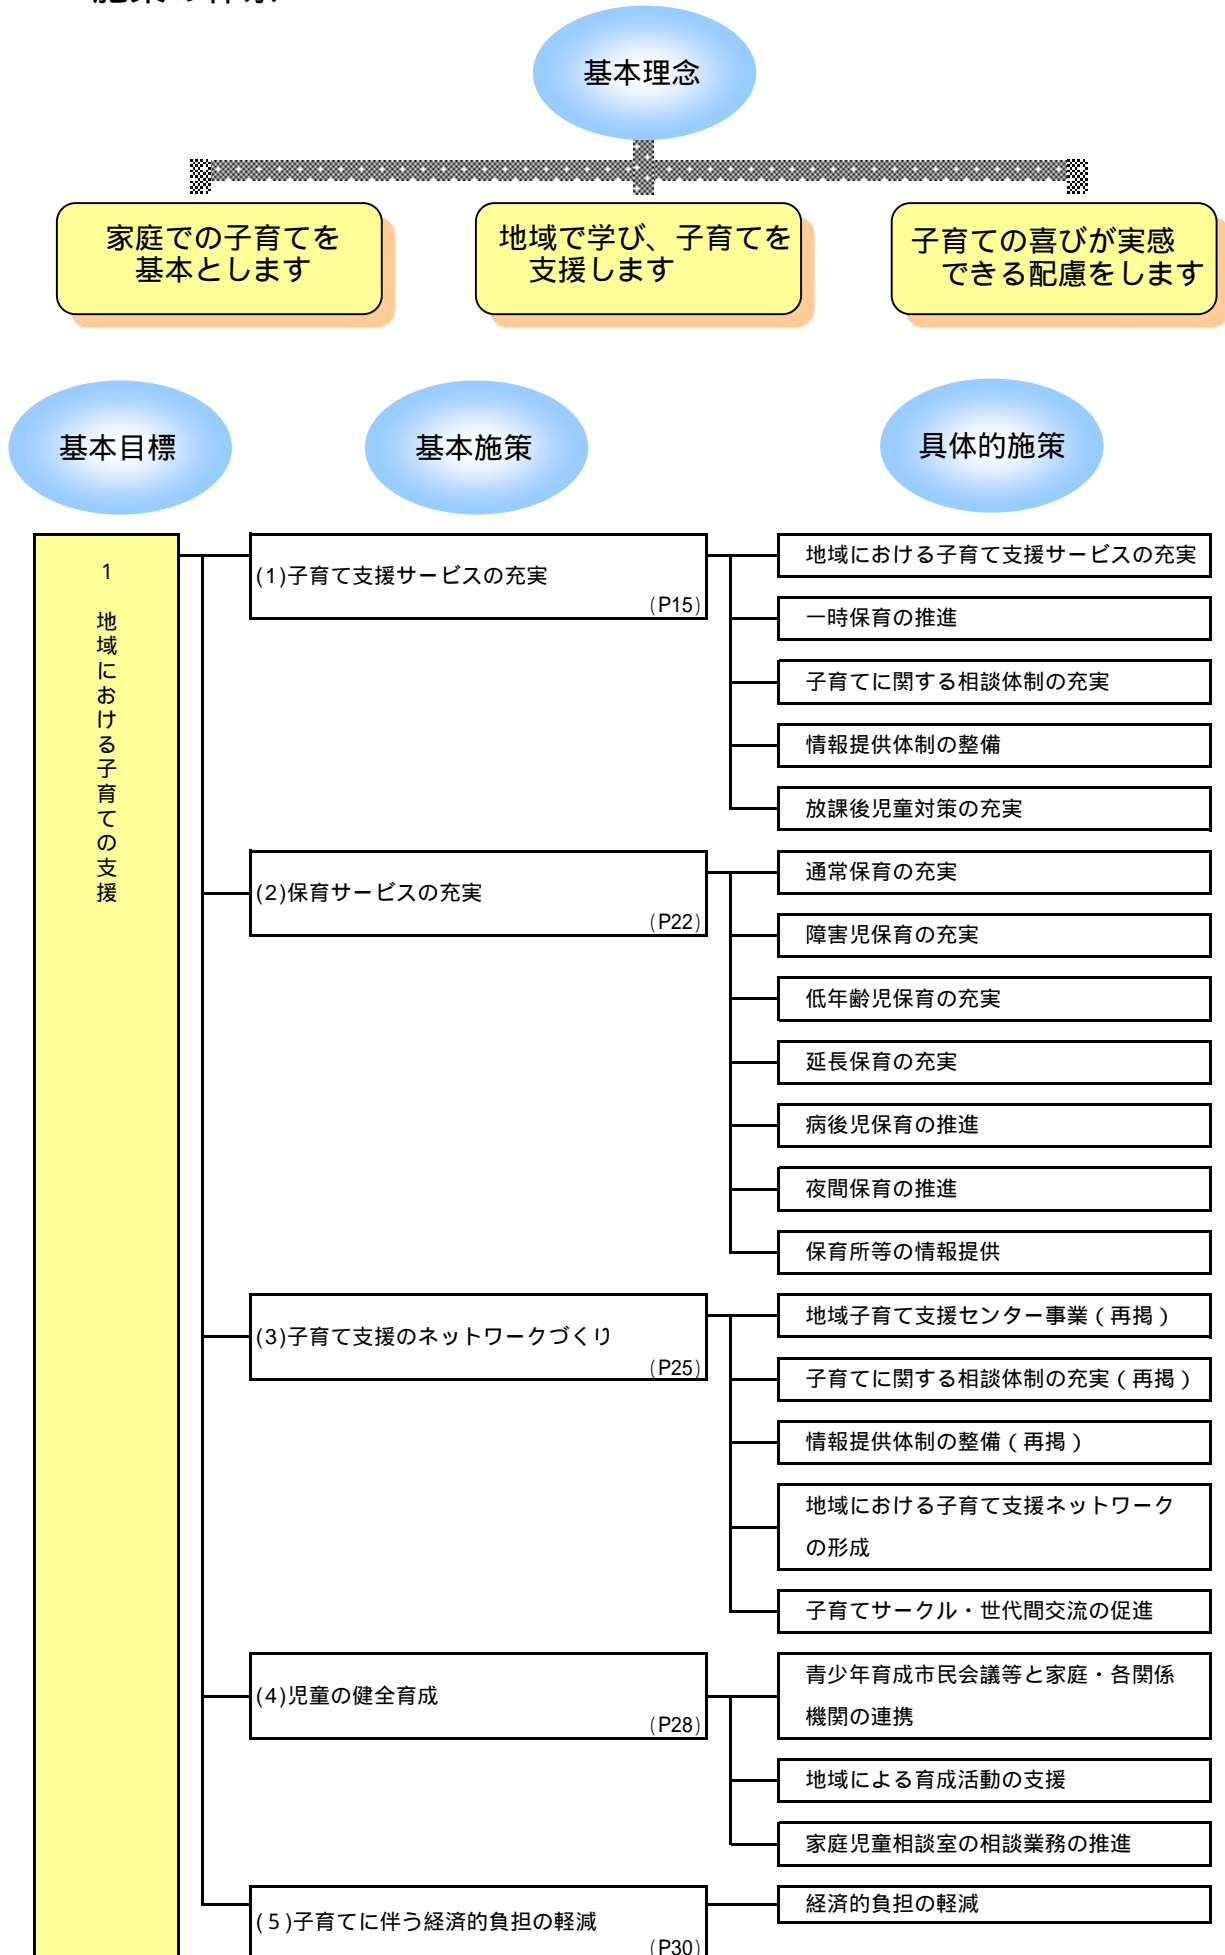 施策の体系
基本理念
家庭での子育てを
基本とします
地域で学び、子育てを
支援します
子育ての喜びが実感
できる配慮をします
基本目標
基本施策
具体的施策
1 地域における子育ての支援
(1)子育て支援サービスの充実
(P15)
地域における子育て支援サービスの充実
一時保育の推進
子育てに関する相談体制の充実
情報提供体制の整備
放課後児童対策の充実
(2)保育サービスの充実
(P22)
通常保育の充実
障害児保育の充実
低年齢児保育の充実
延長保育の充実
病後児保育の推進
夜間保育の推進
保育所等の情報提供
(3)子育て支援のネットワークづくり
(P25)
地域子育て支援センター事業(再掲)
子育てに関する相談体制の充実(再掲)
情報提供体制の整備(再掲)
地域における子育て支援ネットワーク
の形成
子育てサークル・世代間交流の促進
(4)児童の健全育成
(P28)
青少年育成市民会議等と家庭・各関係
機関の連携
地域による育成活動の支援
家庭児童相談室の相談業務の推進
(5)子育てに伴う経済的負担の軽減
(P30)
経済的負担の軽減